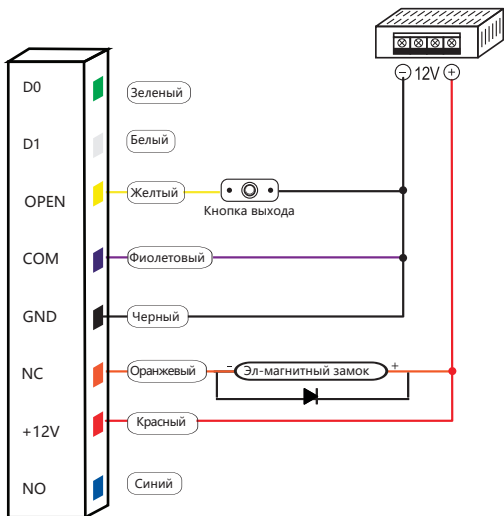 − 12V +
D0 Зеленый
D1 Белый
OPEN Желтый
Кнопка выхода
COM Фиолетовый
GND Черный
NC Оранжевый − Эл-магнитный замок +
+12V Красный
NO Синий